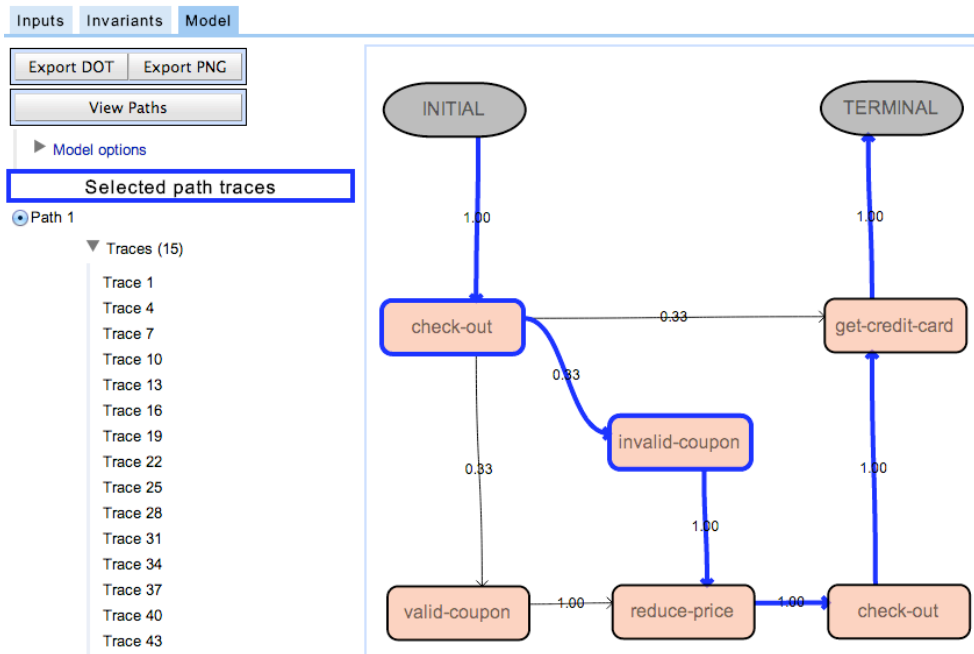 Inputs Invariants Model
Export DOT Export PNG
View Paths
Model options
Selected path traces
Path 1
Traces (15)
Trace 1
Trace 4
Trace 7
Trace 10
Trace 13
Trace 16
Trace 19
Trace 22
Trace 25
Trace 28
Trace 31
Trace 34
Trace 37
Trace 40
Trace 43
INITIAL
TERMINAL
1.00
1.00
check-out
0.33
get-credit-card
0.33
invalid-coupon
0.33
1.00
1.00
valid-coupon
1.00
reduce-price
1.00
check-out